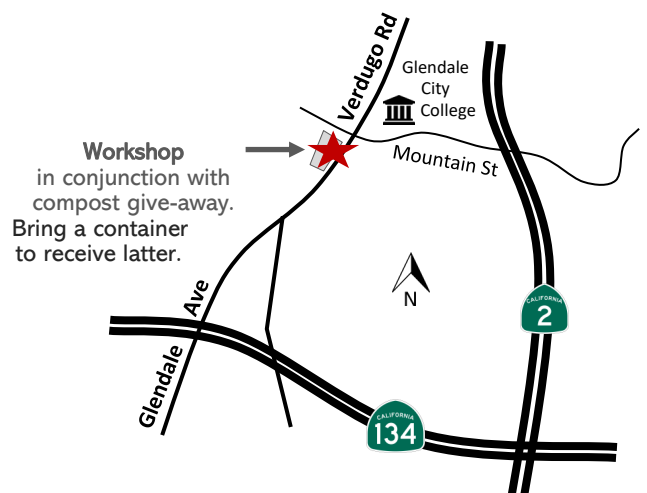 Verdugo Rd
Glendale
City
College
Mountain St
Workshop
in conjunction with
compost give-away.
Bring a container
to receive latter.
N
Glendale Ave
CALIFORNIA
2
CALIFORNIA
134